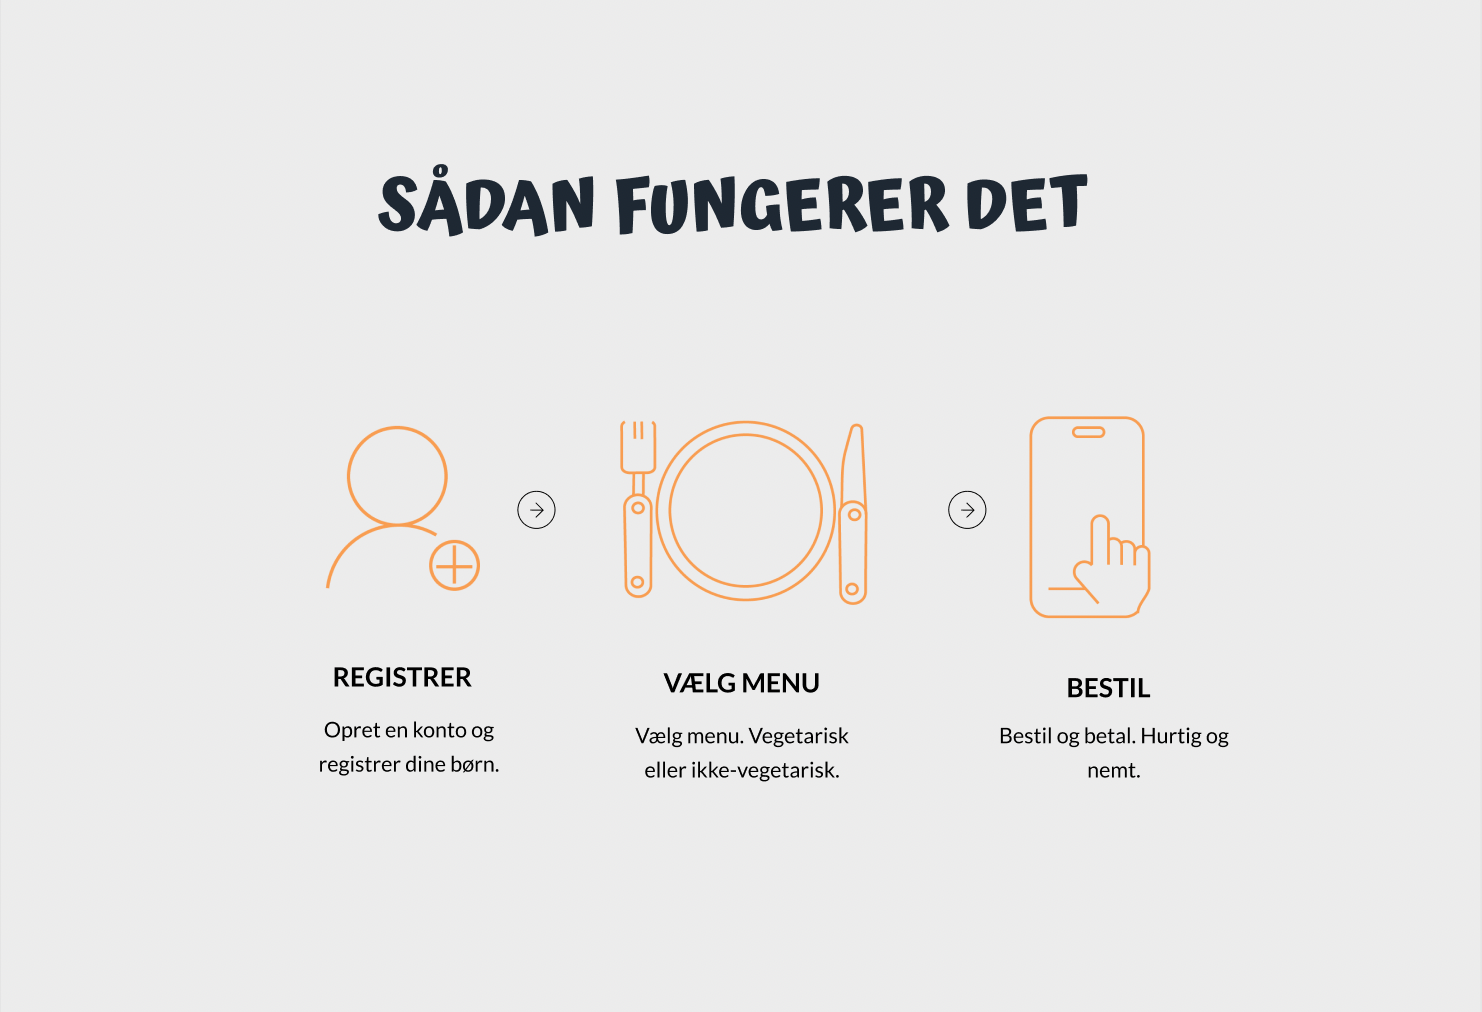 SÅDAN FUNGERER DET
REGISTRER
Opret en konto og
registrer dine børn.
VÆLG MENU
Vælg menu. Vegetarisk
eller ikke-vegetarisk.
BESTIL
Bestil og betal. Hurtig og
nemt.